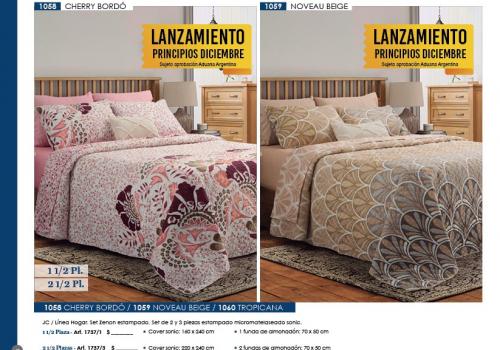 1058 CHERRY BORDÓ
1059 NOVEAU BEIGE
LANZAMIENTO
PRINCIPIOS DICIEMBRE
Sujeto aprobación Aduana Argentina
LANZAMIENTO
PRINCIPIOS DICIEMBRE
Sujeto aprobación Aduana Argentina
1 1/2 Pl.
2 1/2 Pl.
1058 CHERRY BORDÓ / 1059 NOVEAU BEIGE / 1060 TROPICANA
JC / Línea Hogar. Set Zenon estampado. Set de 2 y 3 piezas estampado micromatelaseado sonic.
1 1/2 Plaza - Art. 1737/1 $ ________ • Cover sonic: 160 x 240 cm • 1 funda de almohadón: 70 x 50 cm
2 1/2 Plazas - Art. 1737/3 $ ________ • Cover sonic: 220 x 240 cm • 2 fundas de almohadón: 70 x 50 cm